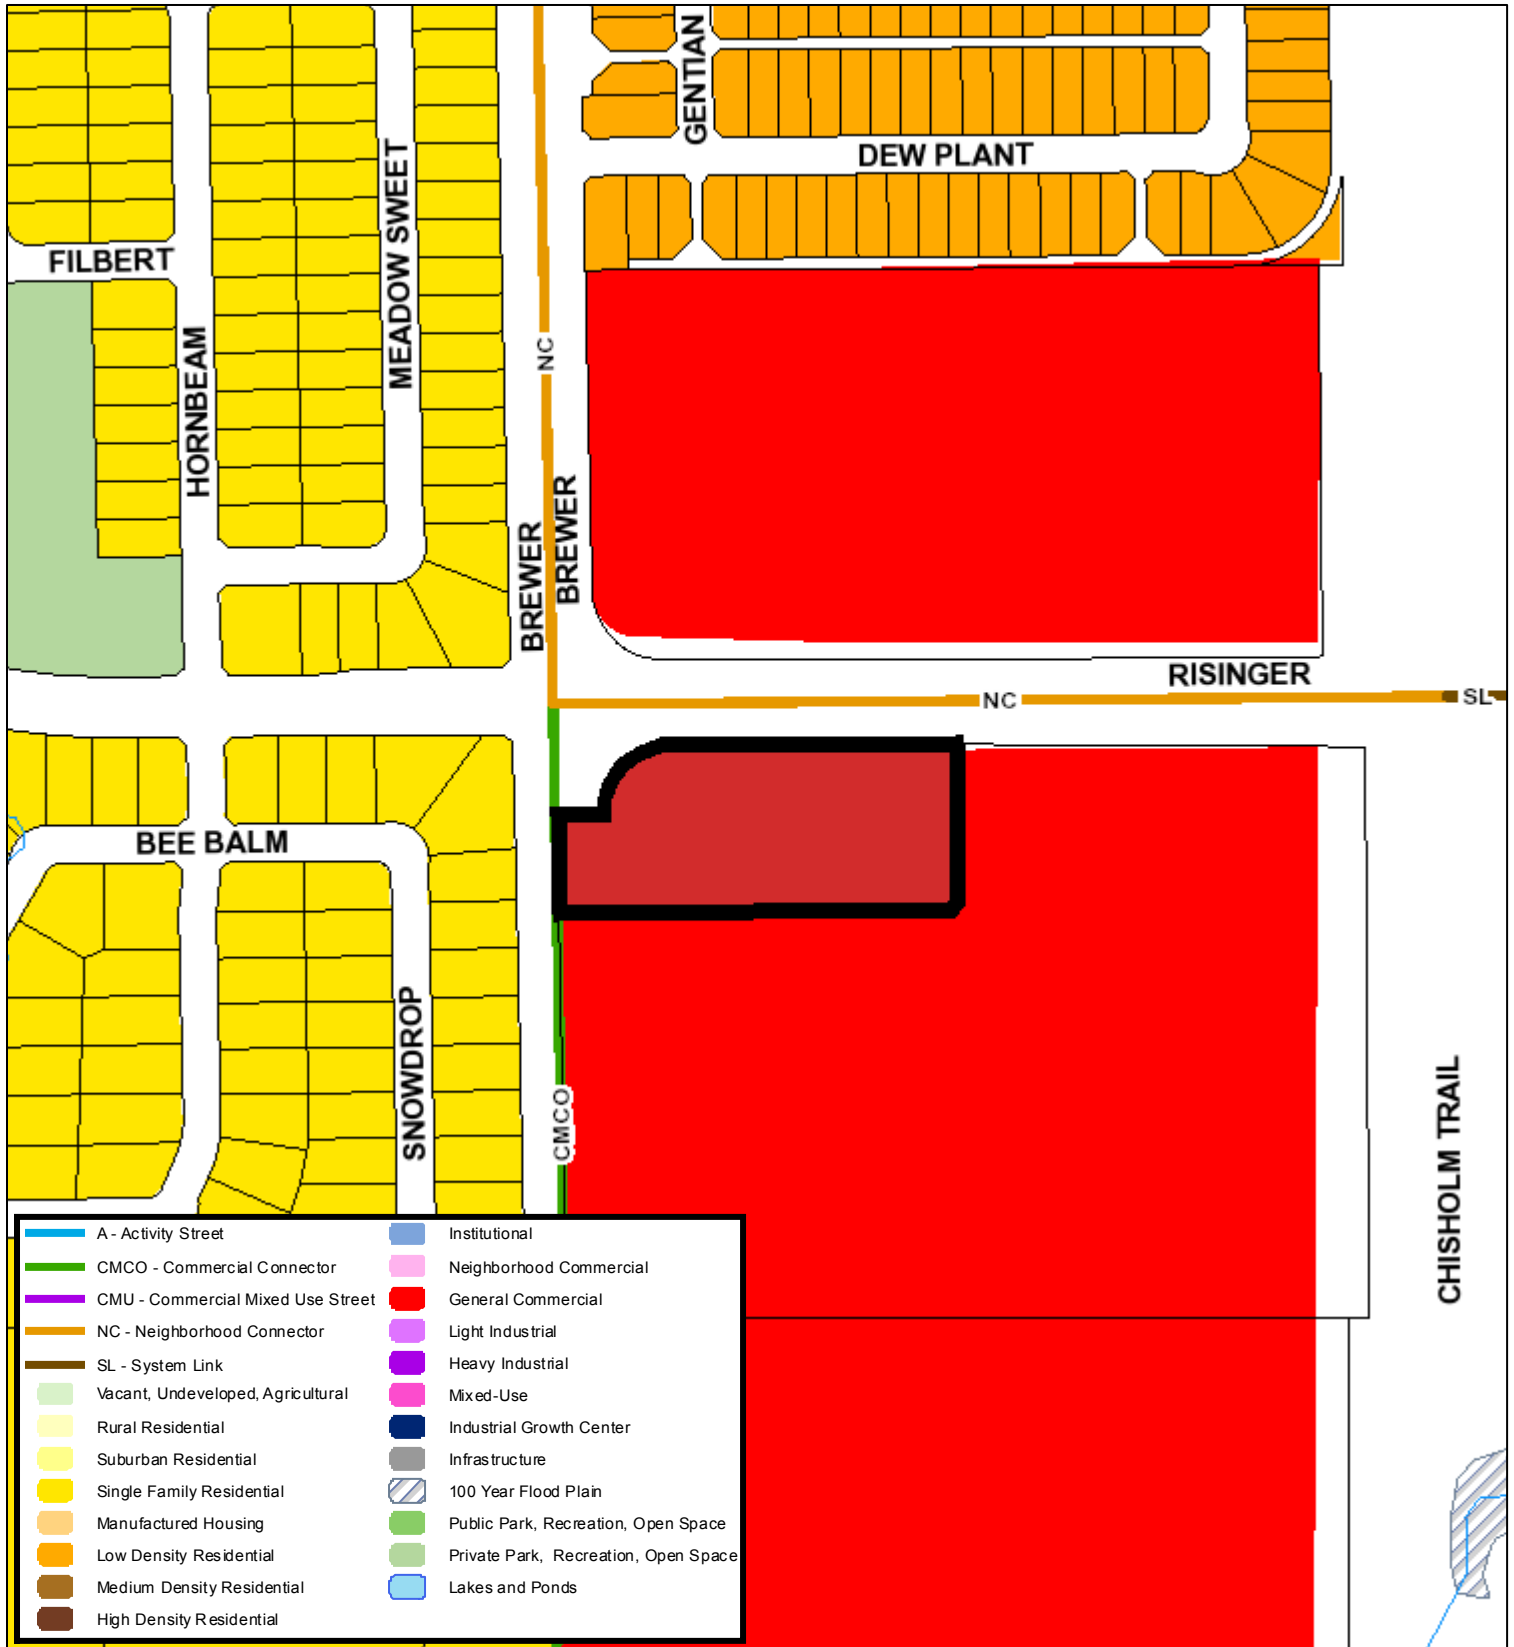 GENTIAN
DEW PLANT
MEADOW SWEET
FILBERT
HORNBEAM
NC
BREWER
BREWER
RISINGER
NC
SL
BEE BALM
SNOWDROP
CMCO
CHISHOLM TRAIL
A - Activity Street
CMCO - Commercial Connector
CMU - Commercial Mixed Use Street
NC - Neighborhood Connector
SL - System Link
Vacant, Undeveloped, Agricultural
Rural Residential
Suburban Residential
Single Family Residential
Manufactured Housing
Low Density Residential
Medium Density Residential
High Density Residential
Institutional
Neighborhood Commercial
General Commercial
Light Industrial
Heavy Industrial
Mixed-Use
Industrial Growth Center
Infrastructure
100 Year Flood Plain
Public Park, Recreation, Open Space
Private Park, Recreation, Open Space
Lakes and Ponds